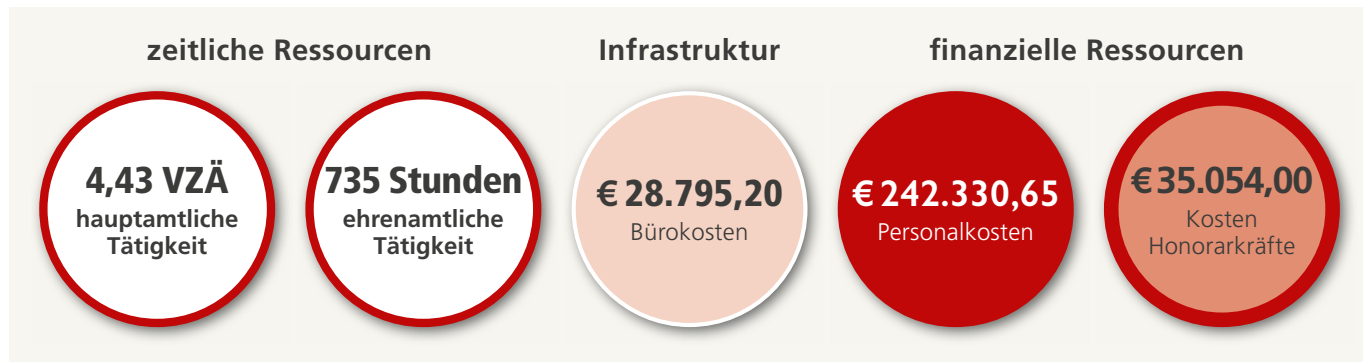 zeitliche Ressourcen
Infrastruktur
finanzielle Ressourcen
4,43 VZÄ
hauptamtliche
Tätigkeit
735 Stunden
ehrenamtliche
Tätigkeit
€ 28.795,20
Bürokosten
€ 242.330,65
Personalkosten
€ 35.054,00
Kosten
Honorarkräfte